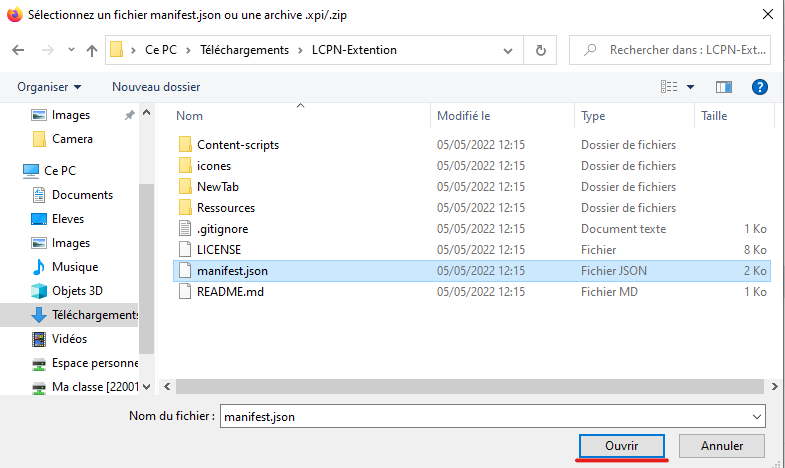 Sélectionnez un fichier manifest.json ou une archive .xpi/.zip
Ce PC > Téléchargements > LCPN-Extention
Rechercher dans : LCPN-Ext...
Organiser
Nouveau dossier
Images
Camera
Ce PC
Documents
Eleves
Images
Musique
Objets 3D
Téléchargements
Vidéos
Espace personne
Ma classe [22001
Nom Modifié le Type Taille
Content-scripts 05/05/2022 12:15 Dossier de fichiers
icones 05/05/2022 12:15 Dossier de fichiers
NewTab 05/05/2022 12:15 Dossier de fichiers
Ressources 05/05/2022 12:15 Dossier de fichiers
.gitignore 05/05/2022 12:15 Document texte 1 Ko
LICENSE 05/05/2022 12:15 Fichier 8 Ko
manifest.json 05/05/2022 12:15 Fichier JSON 2 Ko
README.md 05/05/2022 12:15 Fichier MD 1 Ko
Nom du fichier : manifest.json
Ouvrir
Annuler